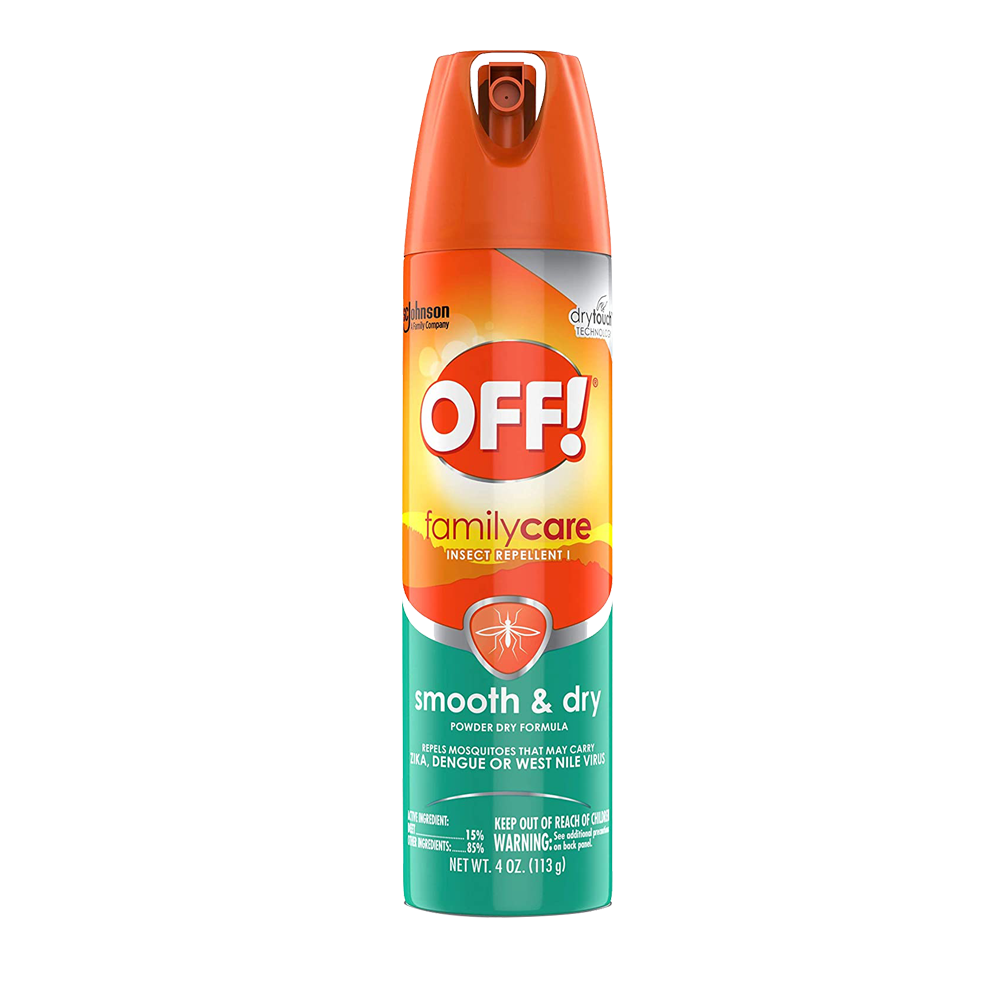 Johnson
A Family Company
drytouch
TECHNOLOGY
OFF!®
familycare
INSECT REPELLENT I
smooth & dry
POWDER DRY FORMULA
REPELS MOSQUITOES THAT MAY CARRY
ZIKA, DENGUE OR WEST NILE VIRUS
ACTIVE INGREDIENT:
DEET 15%
OTHER INGREDIENTS: 85%
KEEP OUT OF REACH OF CHILDREN
WARNING: See additional precautions
on back panel.
NET WT. 4 OZ. (113 g)